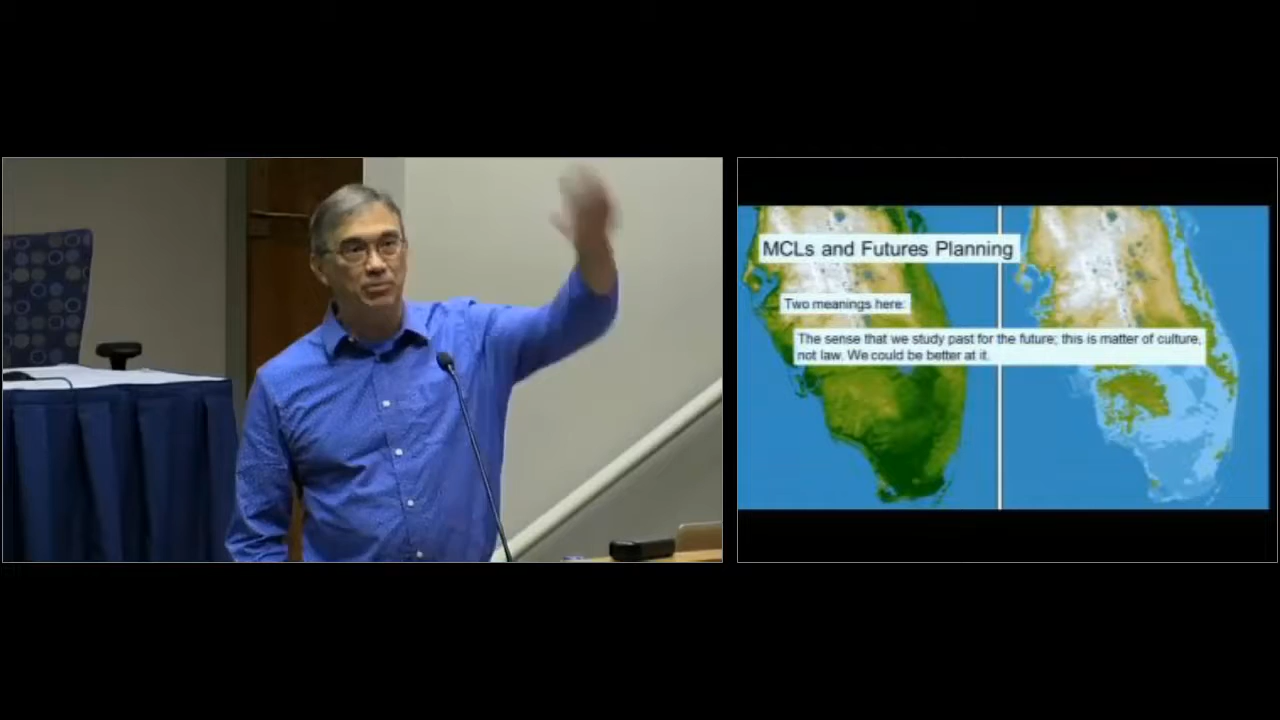 MCLs and Futures Planning
Two meanings here:
The sense that we study past for the future; this is matter of culture,
not law. We could be better at it.